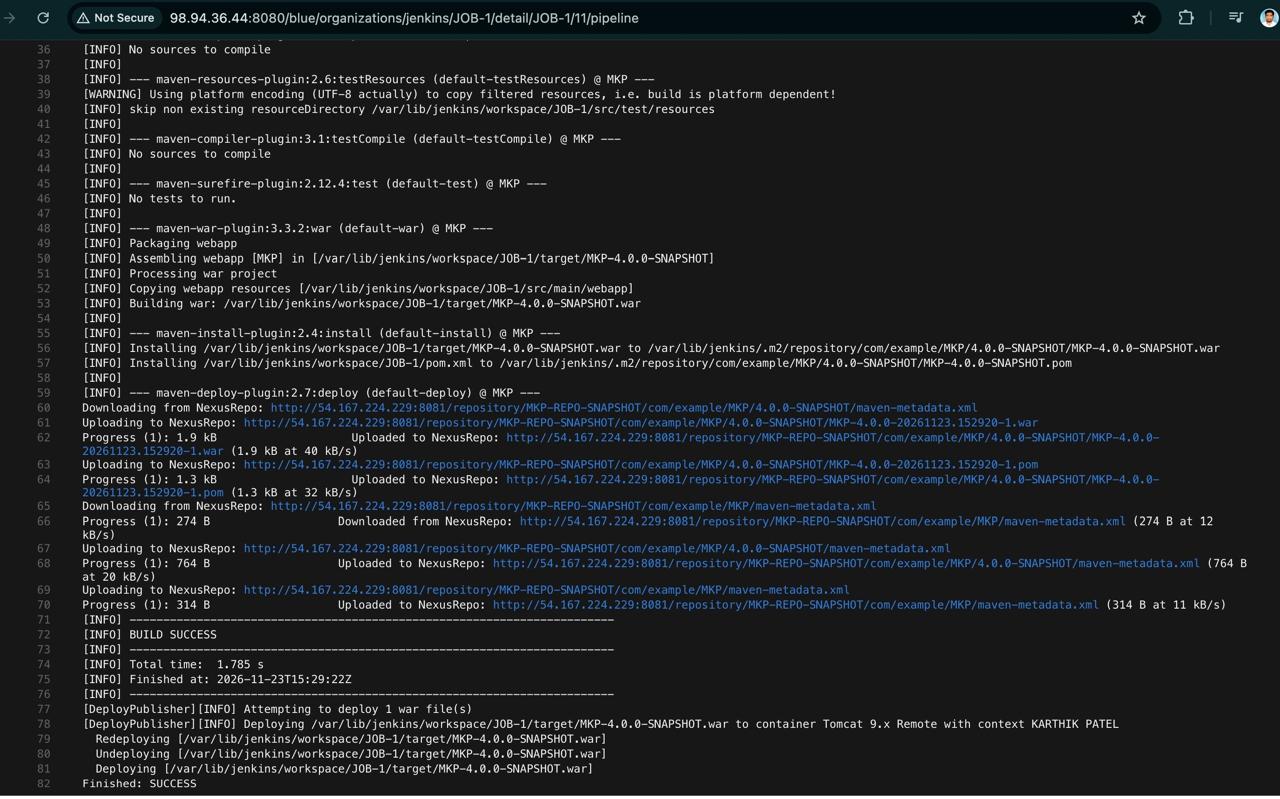 Not Secure 98.94.36.44:8080/blue/organizations/jenkins/JOB-1/detail/JOB-1/11/pipeline
36 [INFO] No sources to compile
37 [INFO]
38 [INFO] --- maven-resources-plugin:2.6:testResources (default-testResources) @ MKP ---
39 [WARNING] Using platform encoding (UTF-8 actually) to copy filtered resources, i.e. build is platform dependent!
40 [INFO] skip non existing resourceDirectory /var/lib/jenkins/workspace/JOB-1/src/test/resources
41 [INFO]
42 [INFO] --- maven-compiler-plugin:3.1:testCompile (default-testCompile) @ MKP ---
43 [INFO] No sources to compile
44 [INFO]
45 [INFO] --- maven-surefire-plugin:2.12.4:test (default-test) @ MKP ---
46 [INFO] No tests to run.
47 [INFO]
48 [INFO] --- maven-war-plugin:3.3.2:war (default-war) @ MKP ---
49 [INFO] Packaging webapp
50 [INFO] Assembling webapp [MKP] in [/var/lib/jenkins/workspace/JOB-1/target/MKP-4.0.0-SNAPSHOT]
51 [INFO] Processing war project
52 [INFO] Copying webapp resources [/var/lib/jenkins/workspace/JOB-1/src/main/webapp]
53 [INFO] Building war: /var/lib/jenkins/workspace/JOB-1/target/MKP-4.0.0-SNAPSHOT.war
54 [INFO]
55 [INFO] --- maven-install-plugin:2.4:install (default-install) @ MKP ---
56 [INFO] Installing /var/lib/jenkins/workspace/JOB-1/target/MKP-4.0.0-SNAPSHOT.war to /var/lib/jenkins/.m2/repository/com/example/MKP/4.0.0-SNAPSHOT/MKP-4.0.0-SNAPSHOT.war
57 [INFO] Installing /var/lib/jenkins/workspace/JOB-1/pom.xml to /var/lib/jenkins/.m2/repository/com/example/MKP/4.0.0-SNAPSHOT/MKP-4.0.0-SNAPSHOT.pom
58 [INFO]
59 [INFO] --- maven-deploy-plugin:2.7:deploy (default-deploy) @ MKP ---
60 Downloading from NexusRepo: http://54.167.224.229:8081/repository/MKP-REPO-SNAPSHOT/com/example/MKP/4.0.0-SNAPSHOT/maven-metadata.xml
61 Uploading to NexusRepo: http://54.167.224.229:8081/repository/MKP-REPO-SNAPSHOT/com/example/MKP/4.0.0-SNAPSHOT/MKP-4.0.0-20261123.152920-1.war
62 Progress (1): 1.9 kB Uploaded to NexusRepo: http://54.167.224.229:8081/repository/MKP-REPO-SNAPSHOT/com/example/MKP/4.0.0-SNAPSHOT/MKP-4.0.0-
20261123.152920-1.war (1.9 kB at 40 kB/s)
63 Uploading to NexusRepo: http://54.167.224.229:8081/repository/MKP-REPO-SNAPSHOT/com/example/MKP/4.0.0-SNAPSHOT/MKP-4.0.0-20261123.152920-1.pom
64 Progress (1): 1.3 kB Uploaded to NexusRepo: http://54.167.224.229:8081/repository/MKP-REPO-SNAPSHOT/com/example/MKP/4.0.0-SNAPSHOT/MKP-4.0.0-
20261123.152920-1.pom (1.3 kB at 32 kB/s)
65 Downloading from NexusRepo: http://54.167.224.229:8081/repository/MKP-REPO-SNAPSHOT/com/example/MKP/maven-metadata.xml
66 Progress (1): 274 B Downloaded from NexusRepo: http://54.167.224.229:8081/repository/MKP-REPO-SNAPSHOT/com/example/MKP/maven-metadata.xml (274 B at 12
kB/s)
67 Uploading to NexusRepo: http://54.167.224.229:8081/repository/MKP-REPO-SNAPSHOT/com/example/MKP/4.0.0-SNAPSHOT/maven-metadata.xml
68 Progress (1): 764 B Uploaded to NexusRepo: http://54.167.224.229:8081/repository/MKP-REPO-SNAPSHOT/com/example/MKP/4.0.0-SNAPSHOT/maven-metadata.xml (764 B
at 20 kB/s)
69 Uploading to NexusRepo: http://54.167.224.229:8081/repository/MKP-REPO-SNAPSHOT/com/example/MKP/maven-metadata.xml
70 Progress (1): 314 B Uploaded to NexusRepo: http://54.167.224.229:8081/repository/MKP-REPO-SNAPSHOT/com/example/MKP/maven-metadata.xml (314 B at 11 kB/s)
71 [INFO] ------------------------------------------------------------------------
72 [INFO] BUILD SUCCESS
73 [INFO] ------------------------------------------------------------------------
74 [INFO] Total time:  1.785 s
75 [INFO] Finished at: 2026-11-23T15:29:22Z
76 [INFO] ------------------------------------------------------------------------
77 [DeployPublisher][INFO] Attempting to deploy 1 war file(s)
78 [DeployPublisher][INFO] Deploying /var/lib/jenkins/workspace/JOB-1/target/MKP-4.0.0-SNAPSHOT.war to container Tomcat 9.x Remote with context KARTHIK PATEL
79 Redeploying [/var/lib/jenkins/workspace/JOB-1/target/MKP-4.0.0-SNAPSHOT.war]
80 Undeploying [/var/lib/jenkins/workspace/JOB-1/target/MKP-4.0.0-SNAPSHOT.war]
81 Deploying [/var/lib/jenkins/workspace/JOB-1/target/MKP-4.0.0-SNAPSHOT.war]
82 Finished: SUCCESS